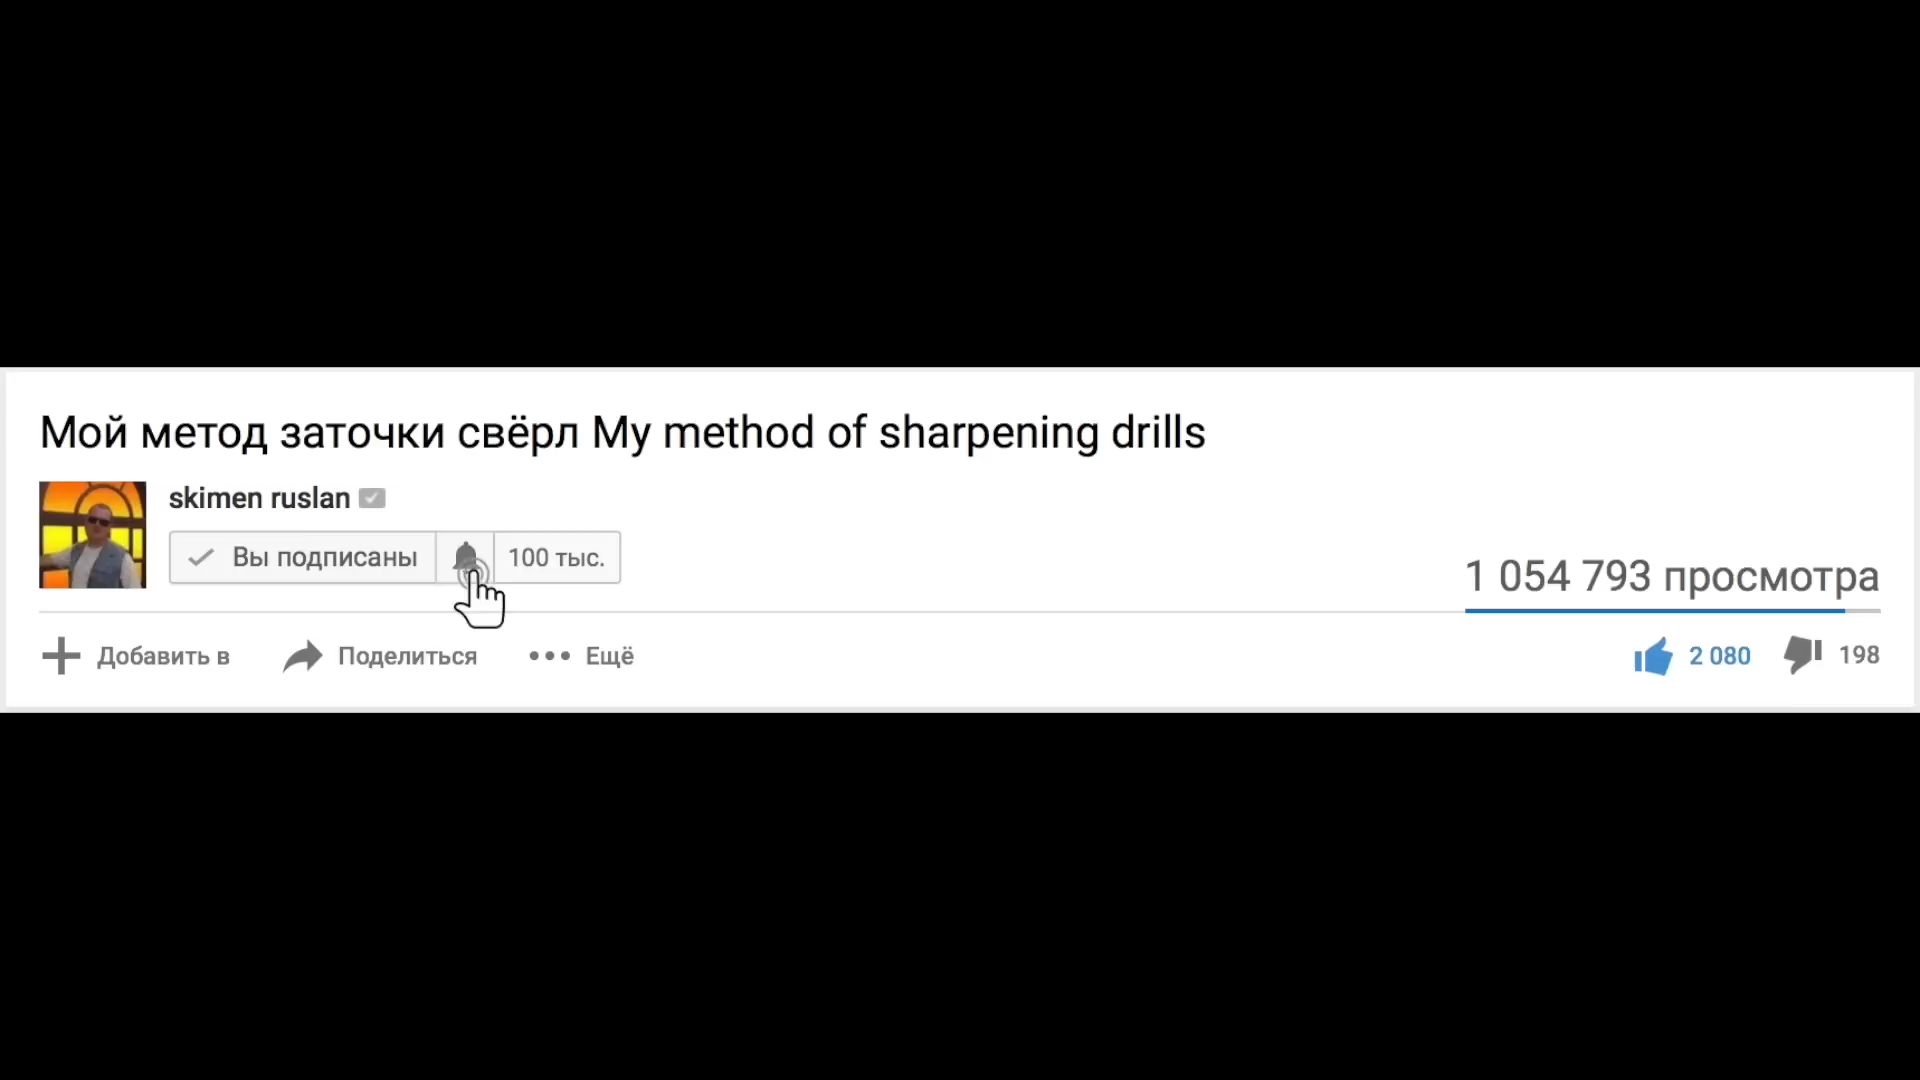 Мой метод заточки свёрл My method of sharpening drills
skimen ruslan
Вы подписаны 100 тыс.
1 054 793 просмотра
Добавить в Поделиться Ещё 2 080 198